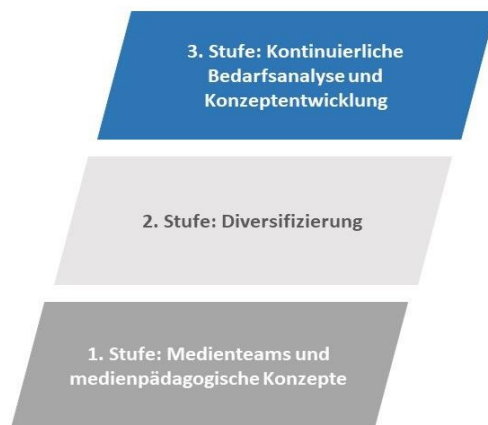 3. Stufe: Kontinuierliche
Bedarfsanalyse und
Konzeptentwicklung
2. Stufe: Diversifizierung
1. Stufe: Medienteams und
medienpädagogische Konzepte